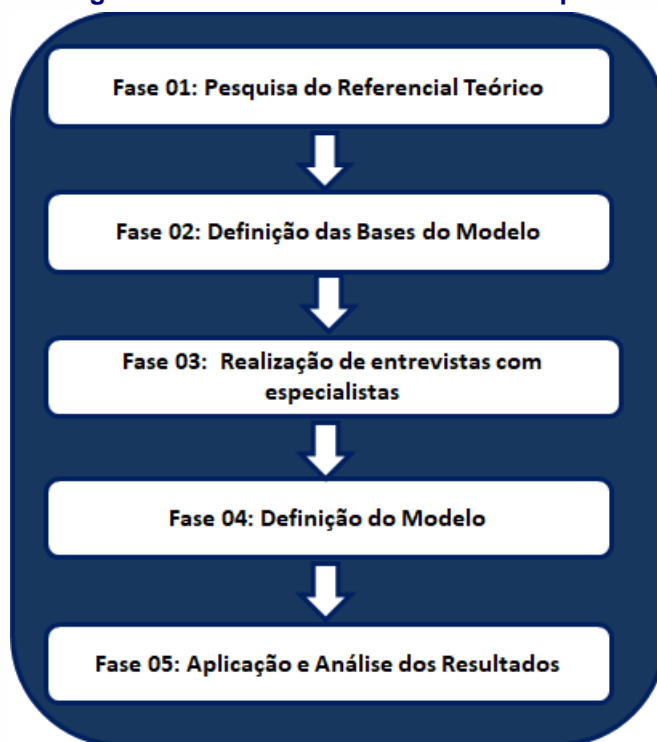 Fase 01: Pesquisa do Referencial Teórico
Fase 02: Definição das Bases do Modelo
Fase 03:  Realização de entrevistas com
especialistas
Fase 04: Definição do Modelo
Fase 05: Aplicação e Análise dos Resultados